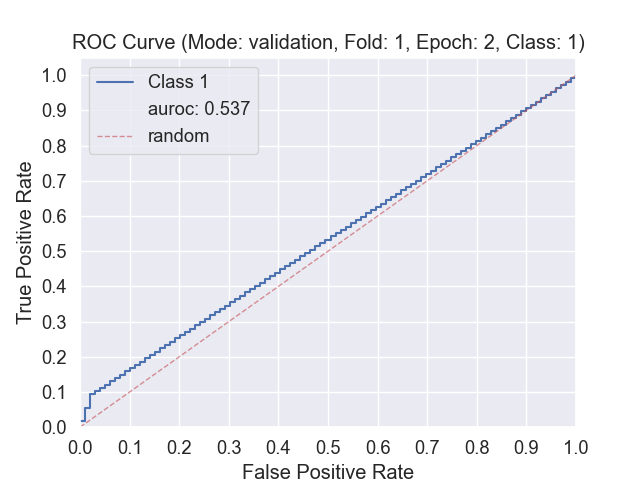 ROC Curve (Mode: validation, Fold: 1, Epoch: 2, Class: 1)
Class 1
auroc: 0.537
random
True Positive Rate
1.0
0.9
0.8
0.7
0.6
0.5
0.4
0.3
0.2
0.1
0.0
0.0 0.1 0.2 0.3 0.4 0.5 0.6 0.7 0.8 0.9 1.0
False Positive Rate